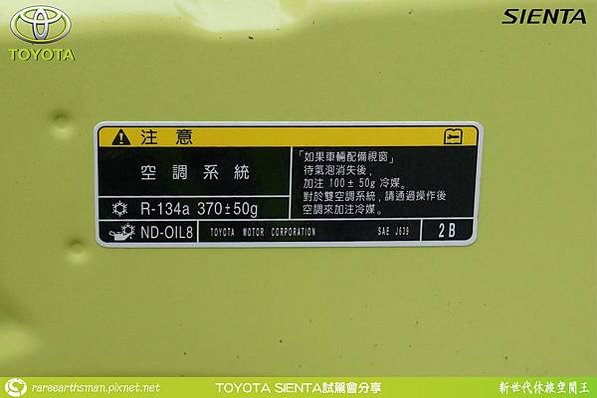 TOYOTA
SIENTA
注意
空調系統
「如果車輛配備視窗」
待氣泡消失後，
加注 100±50g 冷媒。
對於雙空調系統，請通過操作後
空調來加注冷媒。
R-134a 370±50g
ND-OIL8
TOYOTA MOTOR CORPORATION
SAE J639
2B
rareearthsman.pixnet.net
TOYOTA SIENTA試駕會分享
新世代休旅空間王